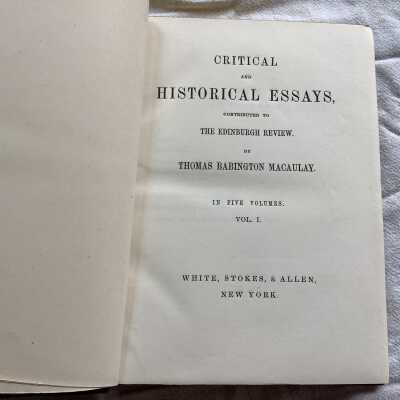 CRITICAL
AND
HISTORICAL ESSAYS,
CONTRIBUTED TO
THE EDINBURGH REVIEW.
BY
THOMAS BABINGTON MACAULAY.
IN FIVE VOLUMES.
VOL. I.
WHITE, STOKES, & ALLEN,
NEW YORK